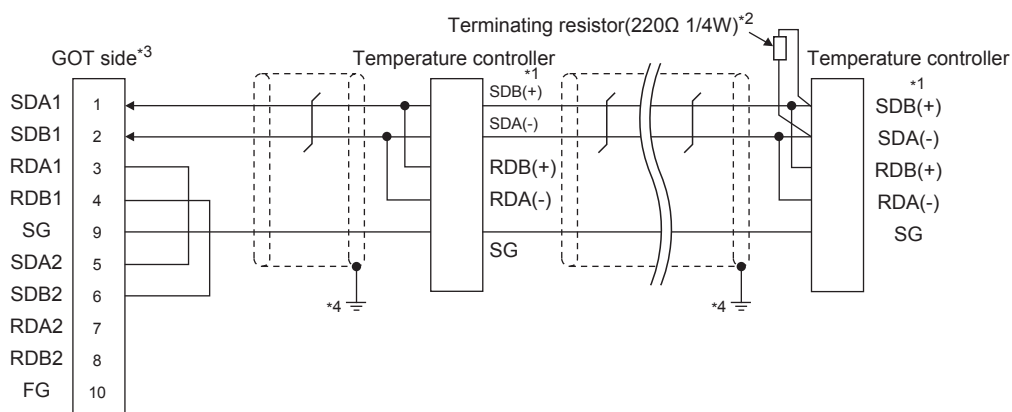 Terminating resistor(220Ω 1/4W)*2
GOT side*3
Temperature controller
Temperature controller
*1
*1
SDA1 1 SDB(+) SDB(+)
SDB1 2 SDA(-) SDA(-)
RDA1 3 RDB(+) RDB(+)
RDB1 4 RDA(-) RDA(-)
SG 9 SG SG
SDA2 5
SDB2 6
*4 *4
RDA2 7
RDB2 8
FG 10